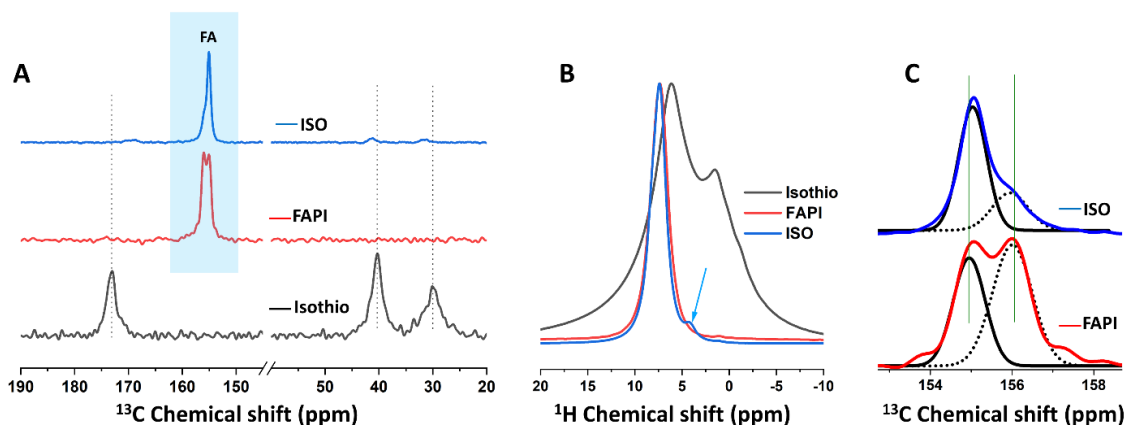 A
FA
ISO
FAPI
Isothio
190 180 170 160 150 50 40 30 20
¹³C Chemical shift (ppm)
B
Isothio
FAPI
ISO
20 15 10 5 0 -5 -10
¹H Chemical shift (ppm)
C
ISO
FAPI
154 156 158
¹³C Chemical shift (ppm)